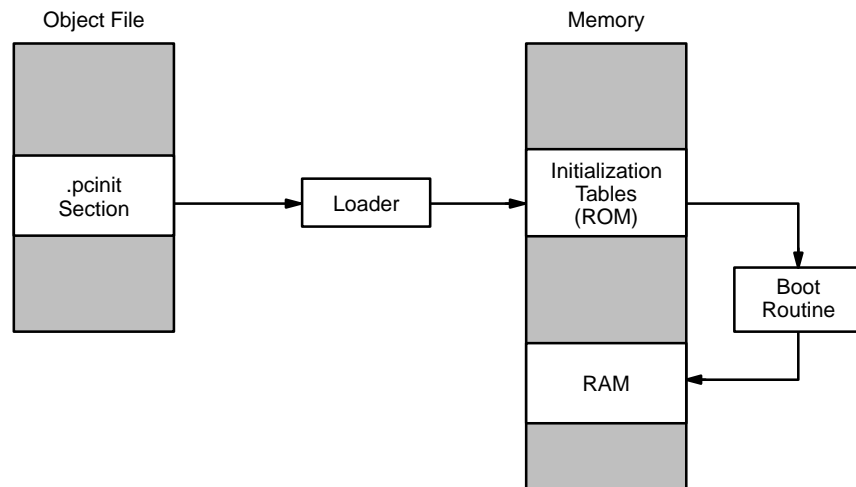 Object File
Memory
.pcinit
Section
Loader
Initialization
Tables
(ROM)
Boot
Routine
RAM